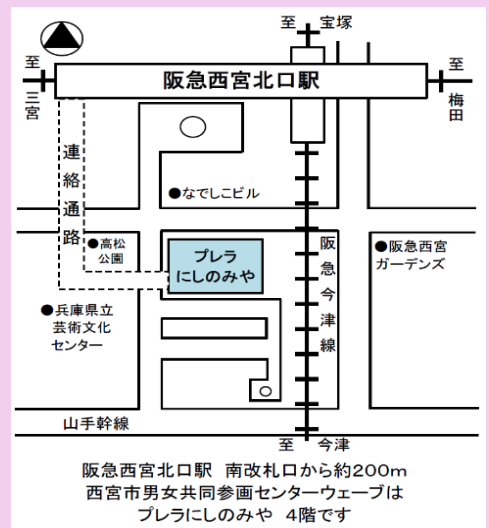 至 宝塚
阪急西宮北口駅
至 三宮
至 梅田
連絡通路
●なでしこビル
●高松
公園
プレラ
にしのみや
阪急今津線
●阪急西宮
ガーデンズ
●兵庫県立
芸術文化
センター
山手幹線
至 今津
阪急西宮北口駅 南改札口から約200m
西宮市男女共同参画センターウェーブは
プレラにしのみや 4階です